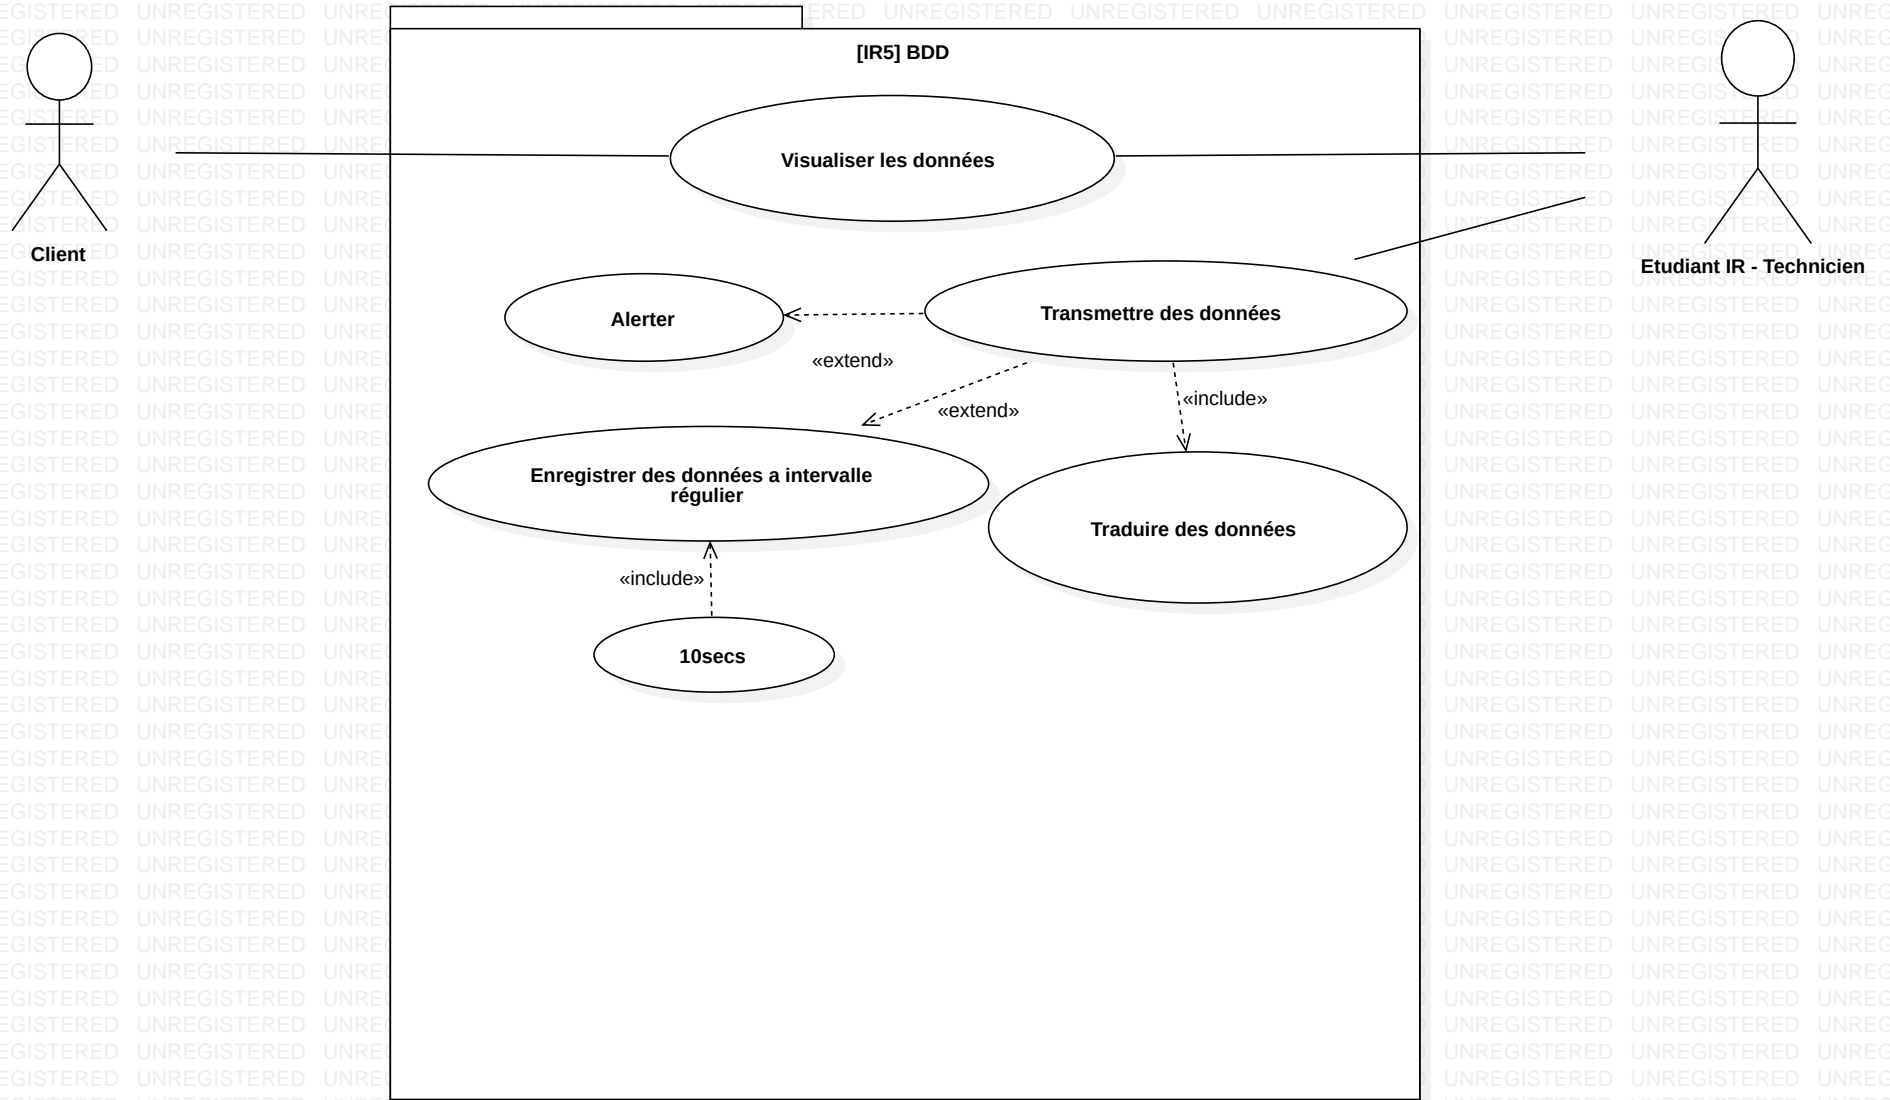 [IR5] BDD
Visualiser les données
Client
Etudiant IR - Technicien
Alerter
Transmettre des données
«extend»
«extend»
«include»
Enregistrer des données a intervalle
régulier
Traduire des données
«include»
10secs